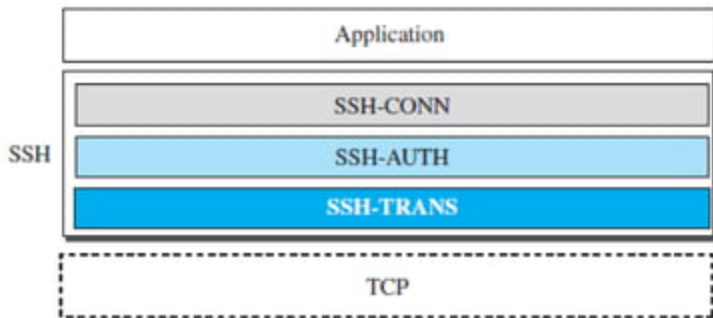 Application
SSH-CONN
SSH
SSH-AUTH
SSH-TRANS
TCP